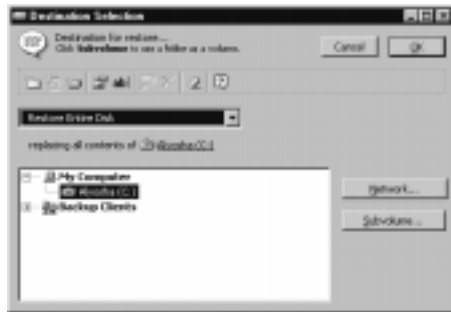 Destination Selection
Destination for restore...
Click Subvolume to use a folder as a volume.
Cancel
OK
Restore Entire Disk
replacing all contents of
My Computer
Backup Clients
Network...
Subvolume...